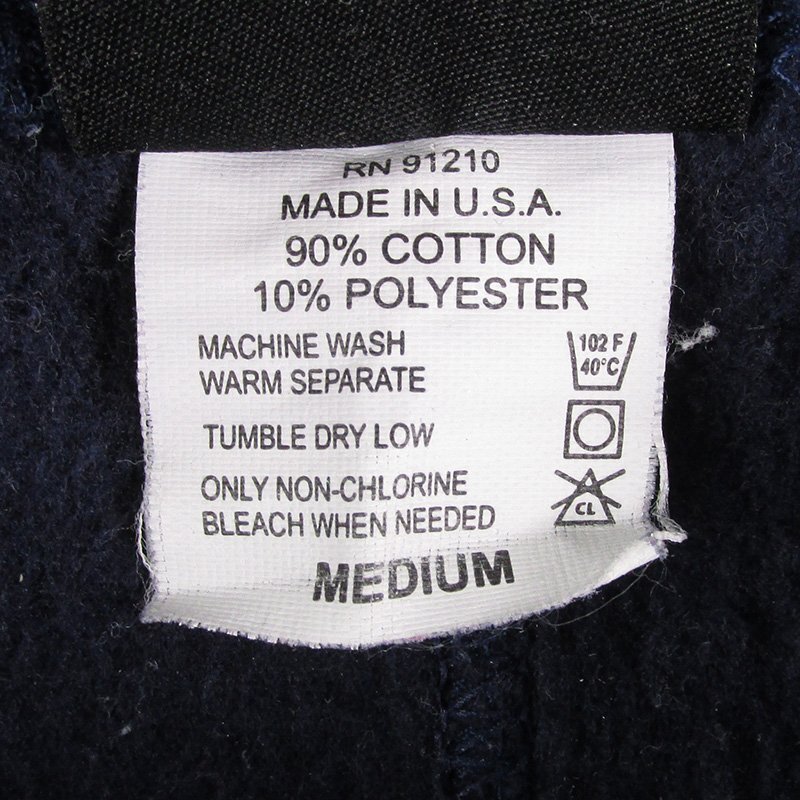 RN 91210
MADE IN U.S.A.
90% COTTON
10% POLYESTER
MACHINE WASH
WARM SEPARATE
102 F
40°C
TUMBLE DRY LOW
ONLY NON-CHLORINE
BLEACH WHEN NEEDED
CL
MEDIUM